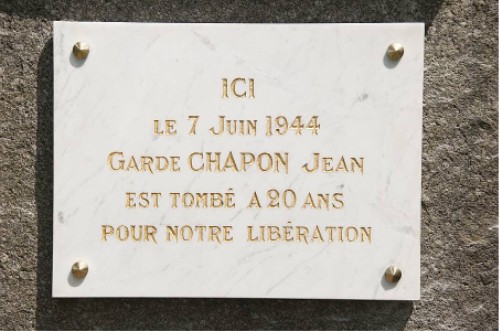 ICI
LE 7 JUIN 1944
GARDE CHAPON JEAN
EST TOMBÉ A 20 ANS
POUR NOTRE LIBÉRATION